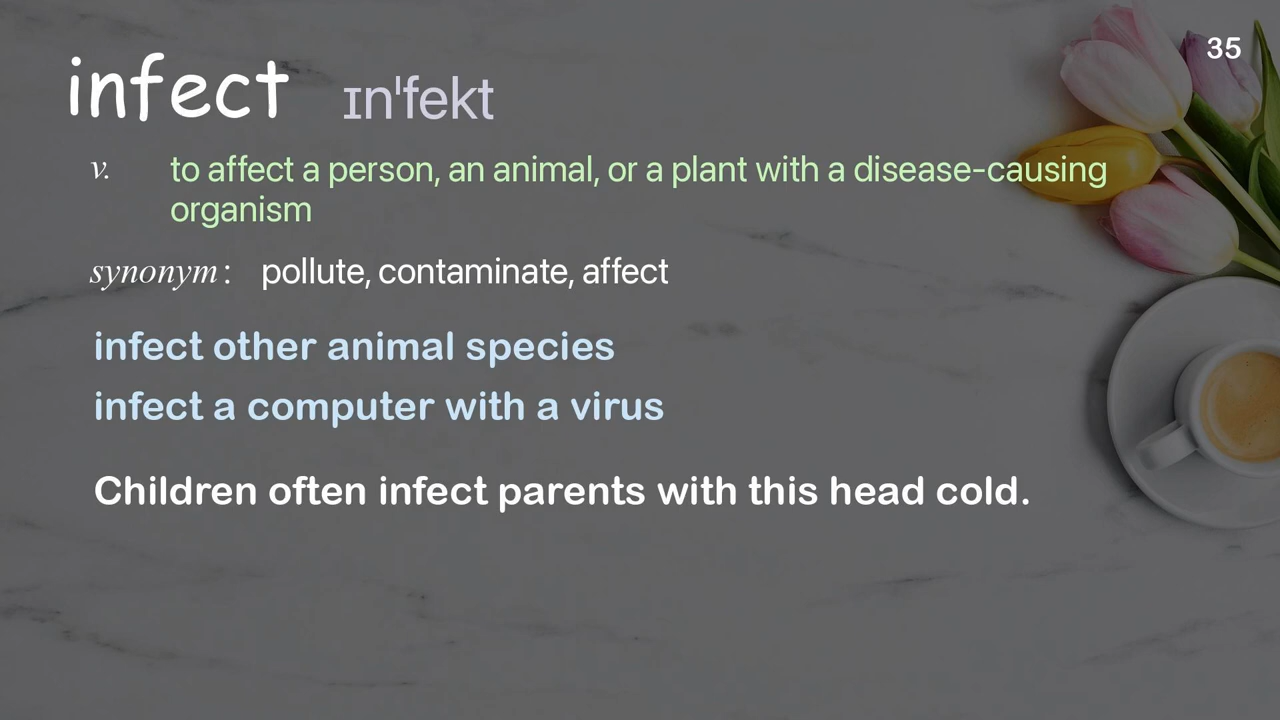 35
infect ɪnˈfekt
v. to affect a person, an animal, or a plant with a disease-causing
organism
synonym: pollute, contaminate, affect
infect other animal species
infect a computer with a virus
Children often infect parents with this head cold.